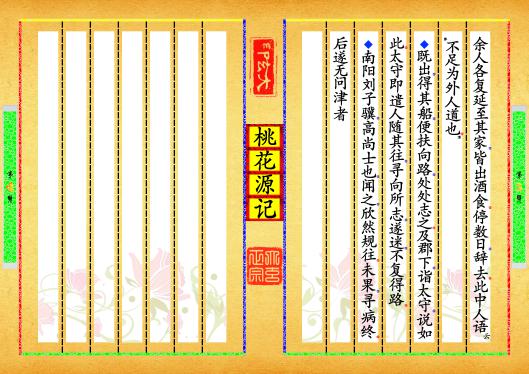 余人各复延至其家皆出酒食停数日辞去此中人语云
不足为外人道也
既出得其船便扶向路处处志之及郡下诣太守说如
此太守即遣人随其往寻向所志遂迷不复得路
南阳刘子骥高尚士也闻之欣然规往未果寻病终
后遂无问津者
桃花源记